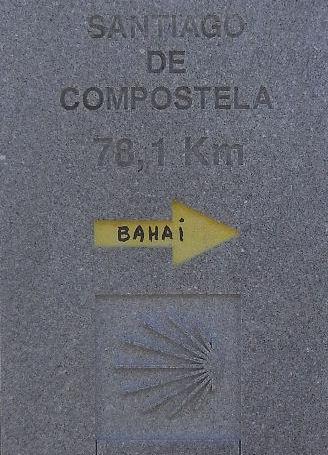 SANTIAGO
DE
COMPOSTELA
78,1 Km
BAHAi